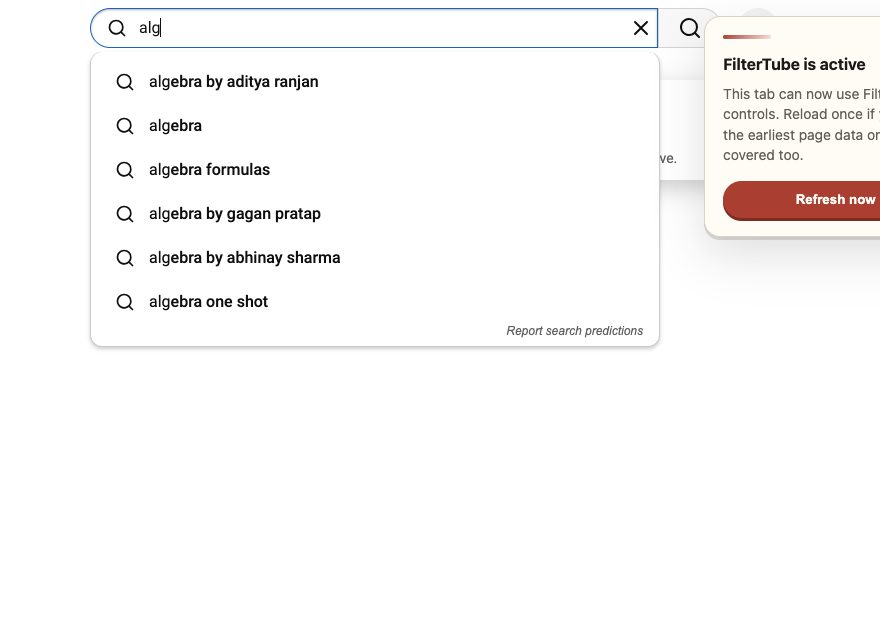 alg
algebra by aditya ranjan
algebra
algebra formulas
algebra by gagan pratap
algebra by abhinay sharma
algebra one shot
Report search predictions
ve.
FilterTube is active
This tab can now use Filt
controls. Reload once if
the earliest page data or
covered too.
Refresh now